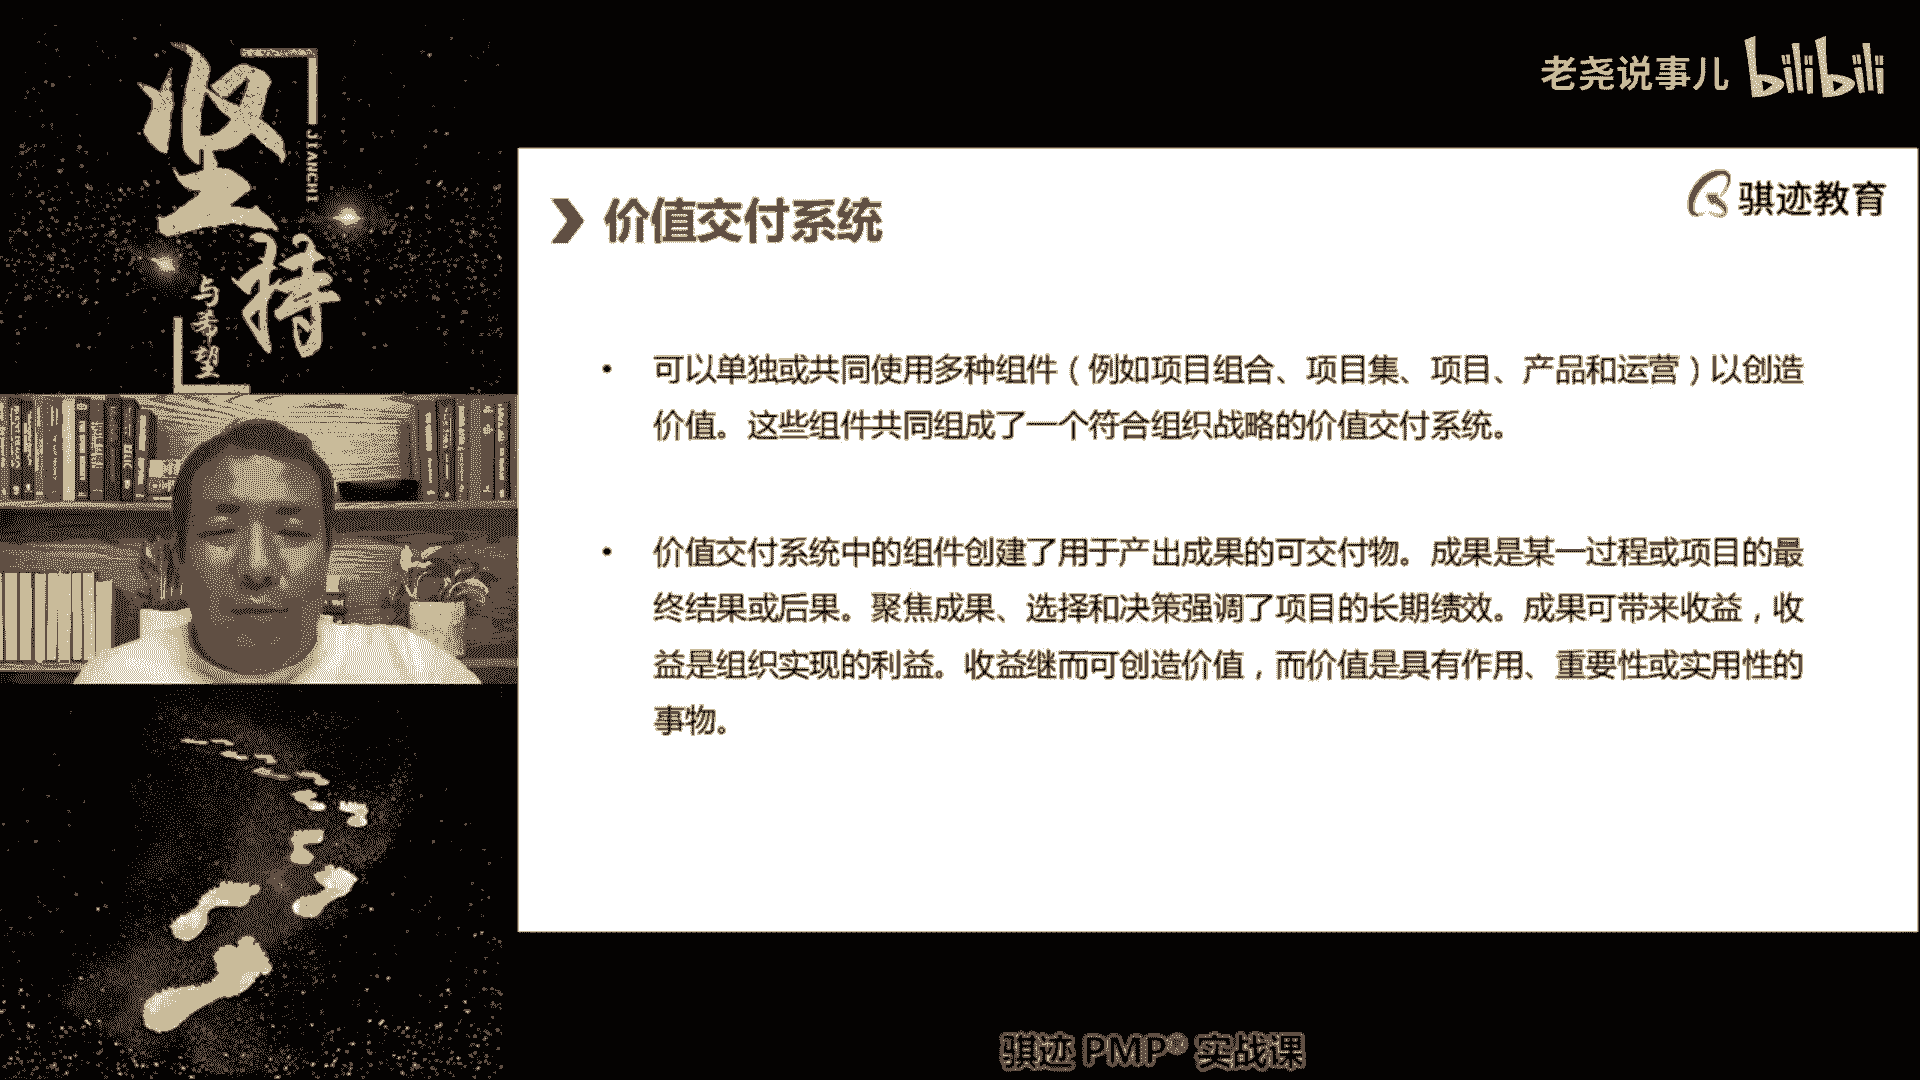 坚持
JIANCHI
与希望
老尧说事儿 bilibili
骐迹教育
价值交付系统
• 可以单独或共同使用多种组件（例如项目组合、项目集、项目、产品和运营）以创造
价值。这些组件共同组成了一个符合组织战略的价值交付系统。
• 价值交付系统中的组件创建了用于产出成果的可交付物。成果是某一过程或项目的最
终结果或后果。聚焦成果、选择和决策强调了项目的长期绩效。成果可带来收益，收
益是组织实现的利益。收益继而可创造价值，而价值是具有作用、重要性或实用性的
事物。
骐迹 PMP® 实战课